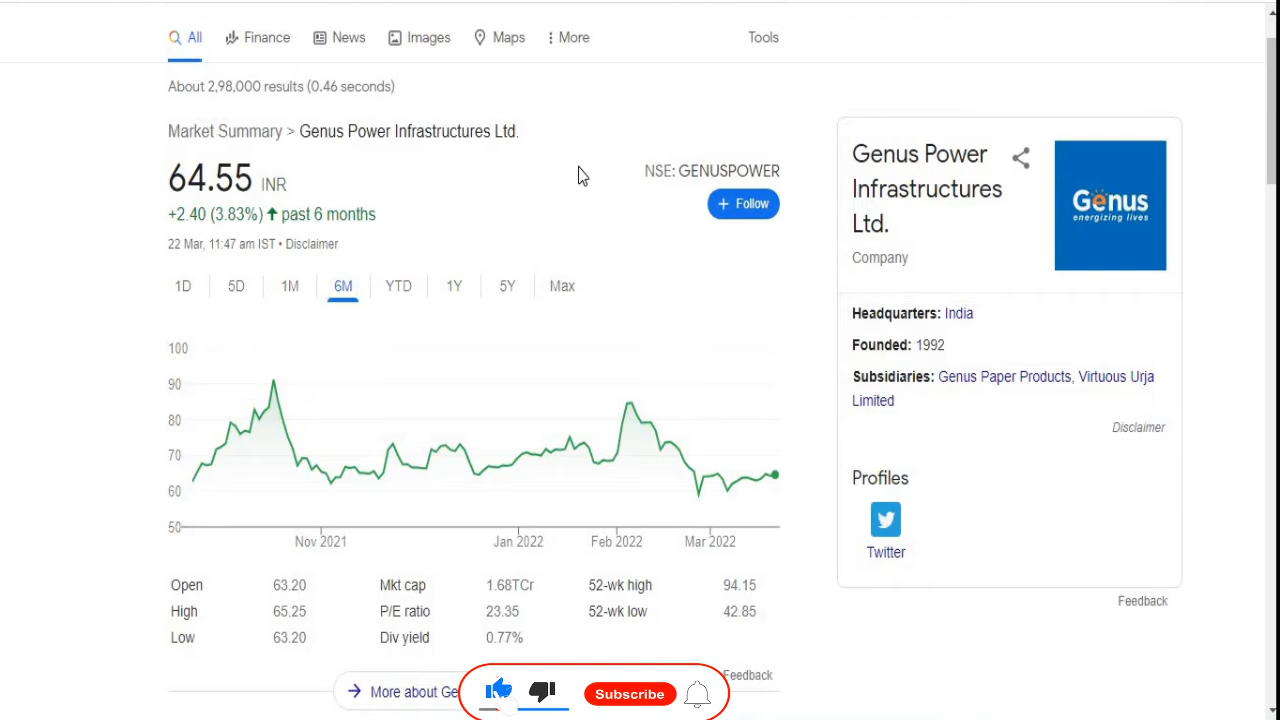 All Finance News Images Maps More Tools
About 2,98,000 results (0.46 seconds)
Market Summary > Genus Power Infrastructures Ltd.
64.55 INR
NSE: GENUSPOWER
+ Follow
+2.40 (3.83%) ↑ past 6 months
22 Mar, 11:47 am IST • Disclaimer
1D 5D 1M 6M YTD 1Y 5Y Max
100
90
80
70
60
50
Nov 2021 Jan 2022 Feb 2022 Mar 2022
Open 63.20 Mkt cap 1.68TCr 52-wk high 94.15
High 65.25 P/E ratio 23.35 52-wk low 42.85
Low 63.20 Div yield 0.77%
Feedback
→ More about Ge
Subscribe
Genus Power
Infrastructures
Ltd.
Company
Genus
energizing lives
Headquarters: India
Founded: 1992
Subsidiaries: Genus Paper Products, Virtuous Urja
Limited
Disclaimer
Profiles
Twitter
Feedback